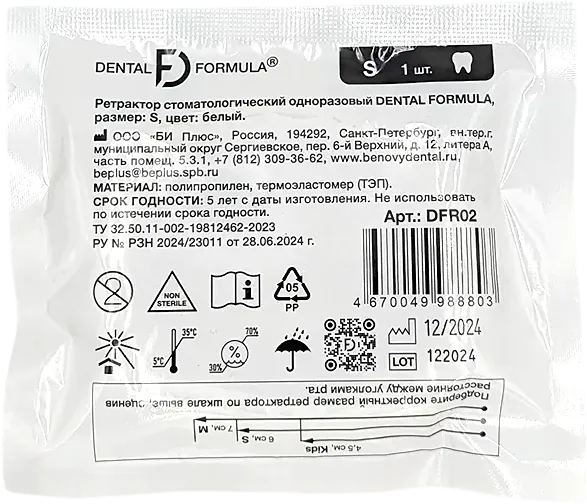 DENTAL FD FORMULA®
S 1 шт.
Ретрактор стоматологический одноразовый DENTAL FORMULA,
размер: S, цвет: белый.
ООО «БИ Плюс», Россия, 194292, Санкт-Петербург, вн.тер.г.
муниципальный округ Сергиевское, пер. 6-й Верхний, д. 12, литера А,
часть помещ. 5.3.1, +7 (812) 309-36-62, www.benovydental.ru,
beplus@beplus.spb.ru
МАТЕРИАЛ: полипропилен, термоэластомер (ТЭП).
СРОК ГОДНОСТИ: 5 лет с даты изготовления. Не использовать
по истечении срока годности.
ТУ 32.50.11-002-19812462-2023
РУ № РЗН 2024/23011 от 28.06.2024 г.
Арт.: DFR02
4 670049 988803
2
NON
STERILE
i
05
PP
12/2024
LOT 122024
5°C 35°C
30% % 70%
Подберите корректный размер ретрактора по шкале выше, оценив
расстояние между уголками рта.
7 см, M
6 см, S
4,5 см, Kids